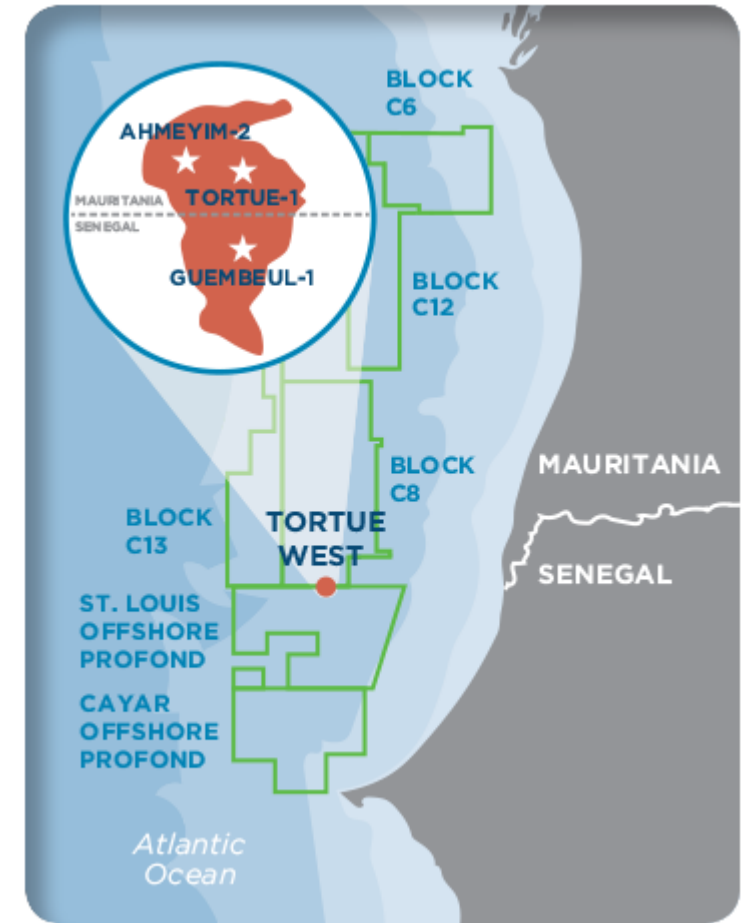 BLOCK
C6
AHMEYIM-2
MAURITANIA
TORTUE-1
SENEGAL
GUEMBEUL-1
BLOCK
C12
BLOCK
C8
MAURITANIA
TORTUE
WEST
BLOCK
C13
SENEGAL
ST. LOUIS
OFFSHORE
PROFOND
CAYAR
OFFSHORE
PROFOND
Atlantic
Ocean